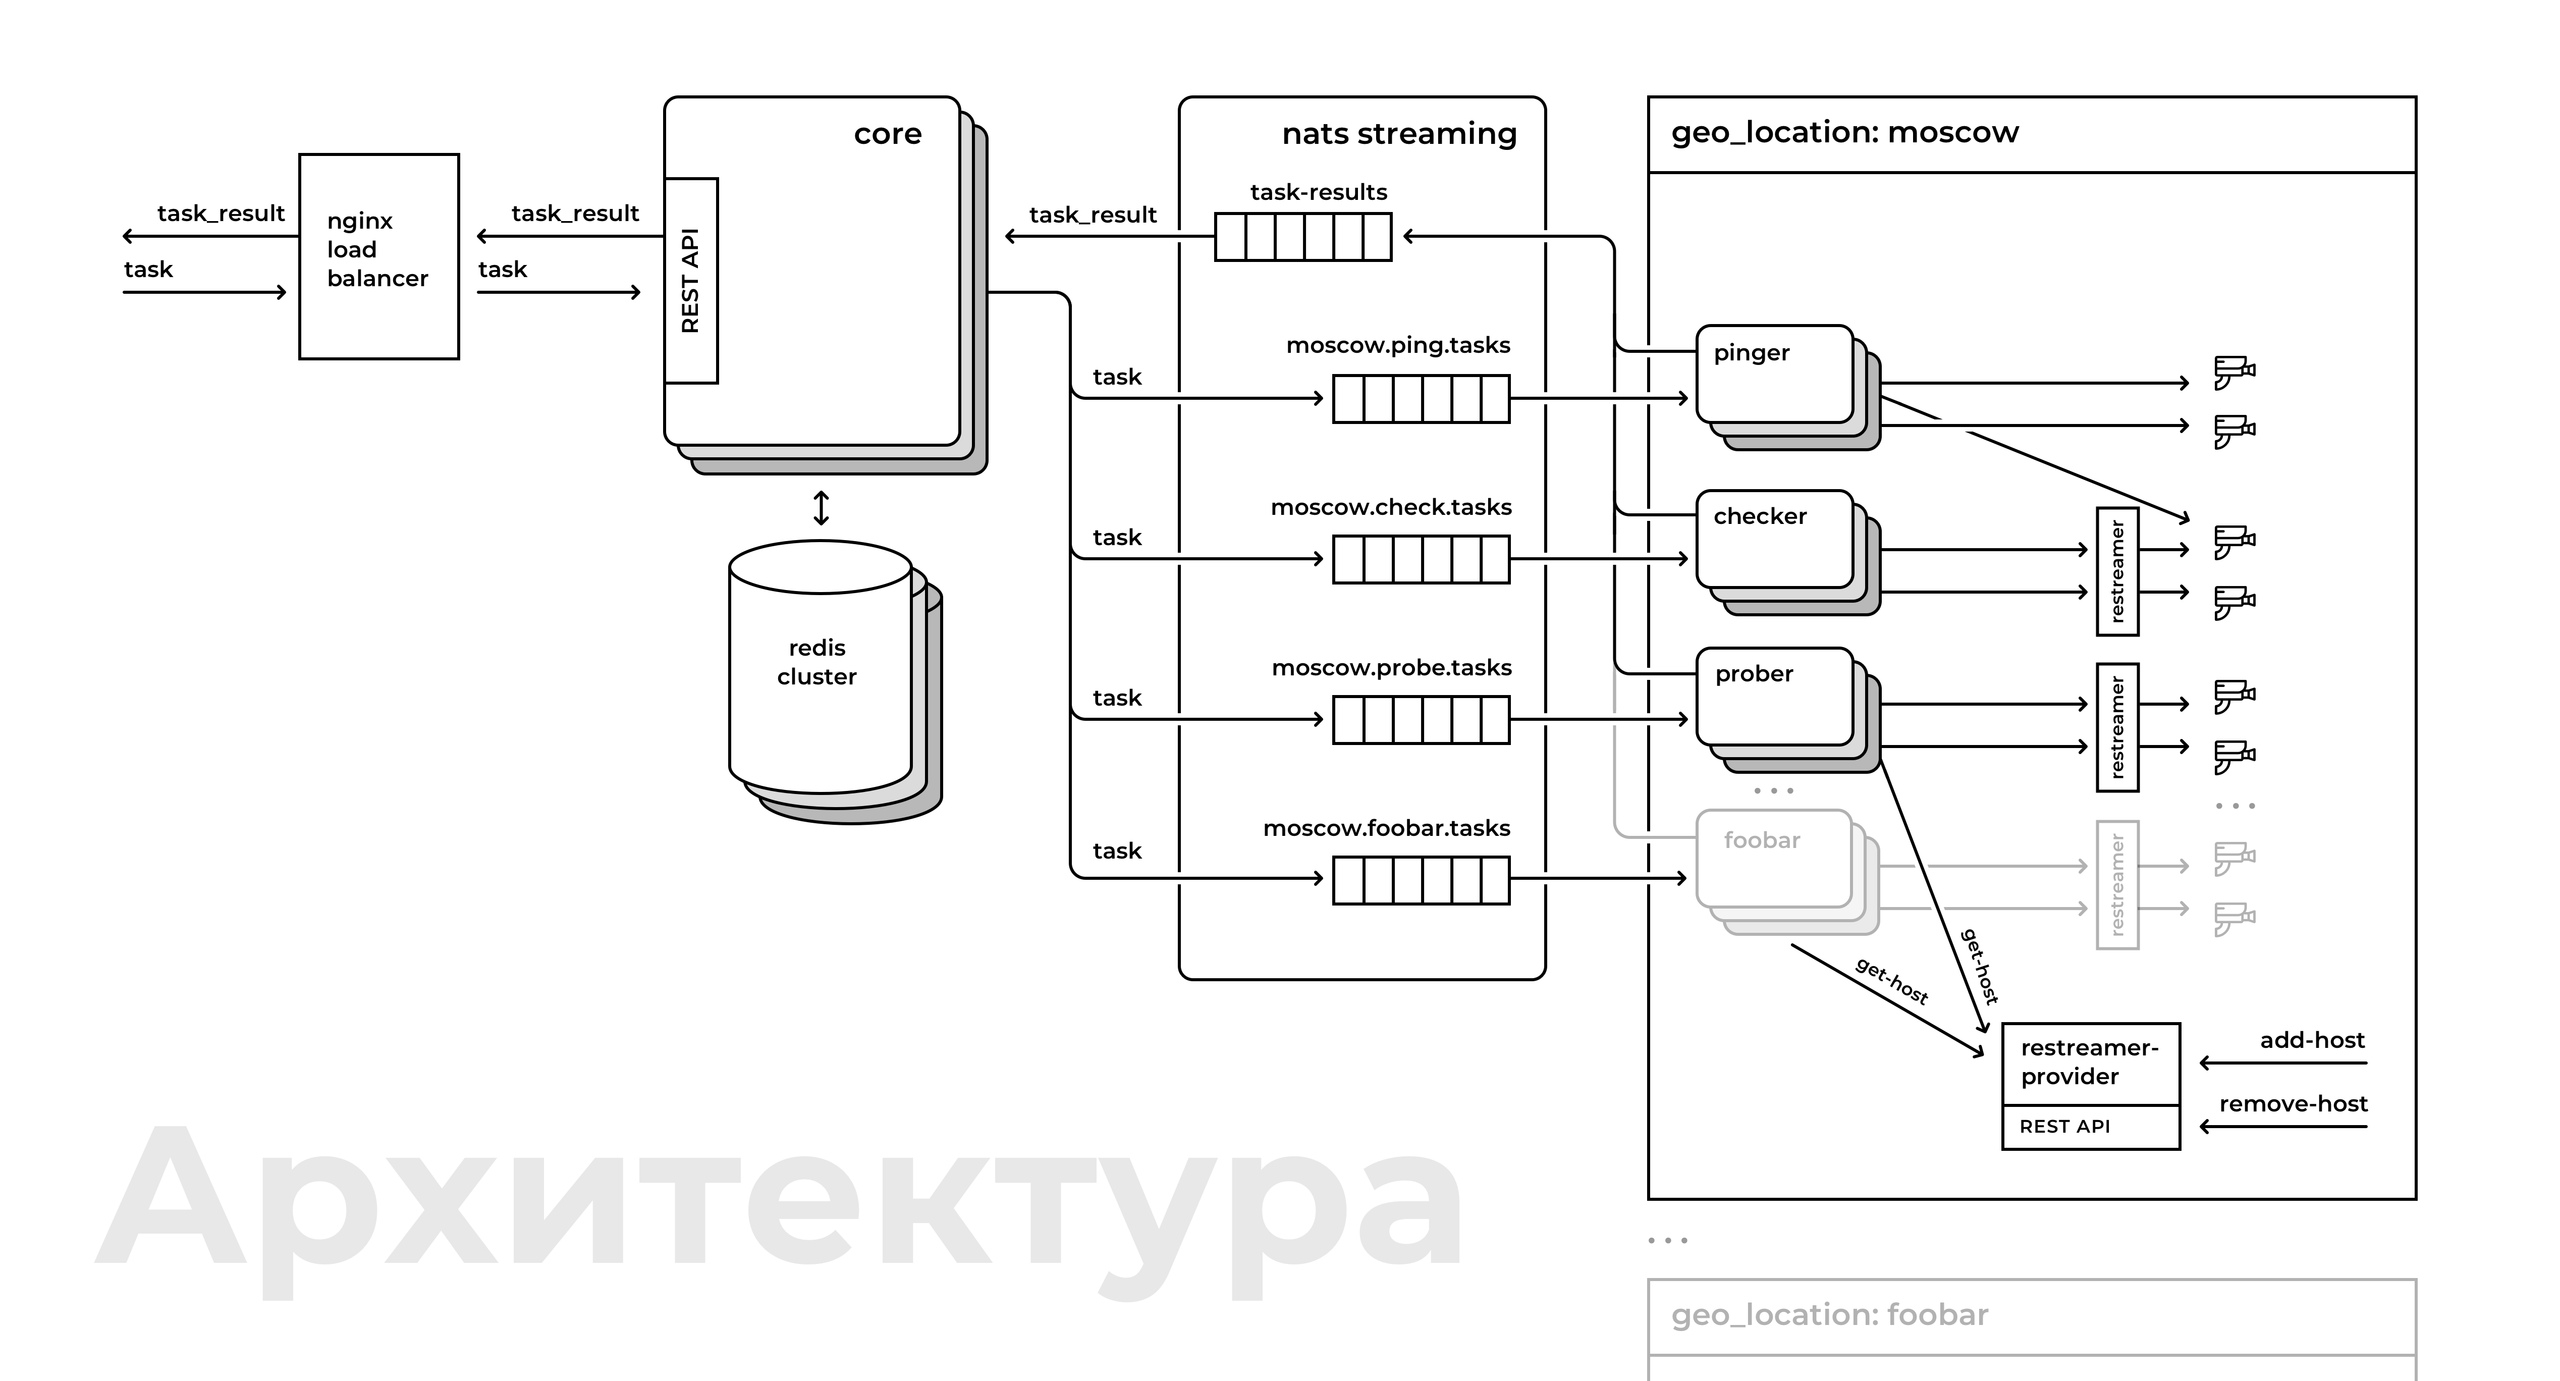 core
nats streaming
geo_location: moscow
task-results
task_result
task_result
task_result
task
task
nginx
load
balancer
REST API
moscow.ping.tasks
task
pinger
moscow.check.tasks
task
checker
restreamer
redis
cluster
moscow.probe.tasks
task
prober
restreamer
...
...
moscow.foobar.tasks
task
foobar
restreamer
get-host
get-host
restreamer-
provider
REST API
add-host
remove-host
Архитектура
...
geo_location: foobar